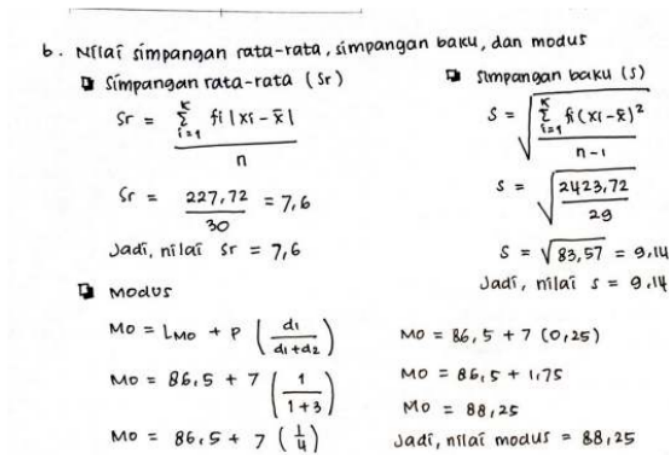 b. Nilai simpangan rata-rata, simpangan baku, dan modus
Simpangan rata-rata (Sr)
Sr = Σ_{i=1}^{k} fi |xi - x̄| / n
Sr = 227,72 / 30 = 7,6
Jadi, nilai Sr = 7,6
Modus
Mo = LMo + P (d1 / d1+d2)
Mo = 86,5 + 7 (1 / 1+3)
Mo = 86,5 + 7 (1/4)
Simpangan baku (s)
S = √(Σ_{i=1}^{k} fi (xi - x̄)² / n-1)
S = √(2423,72 / 29)
S = √83,57 = 9,14
Jadi, nilai s = 9,14
Mo = 86,5 + 7 (0,25)
Mo = 86,5 + 1,75
Mo = 88,25
Jadi, nilai modus = 88,25